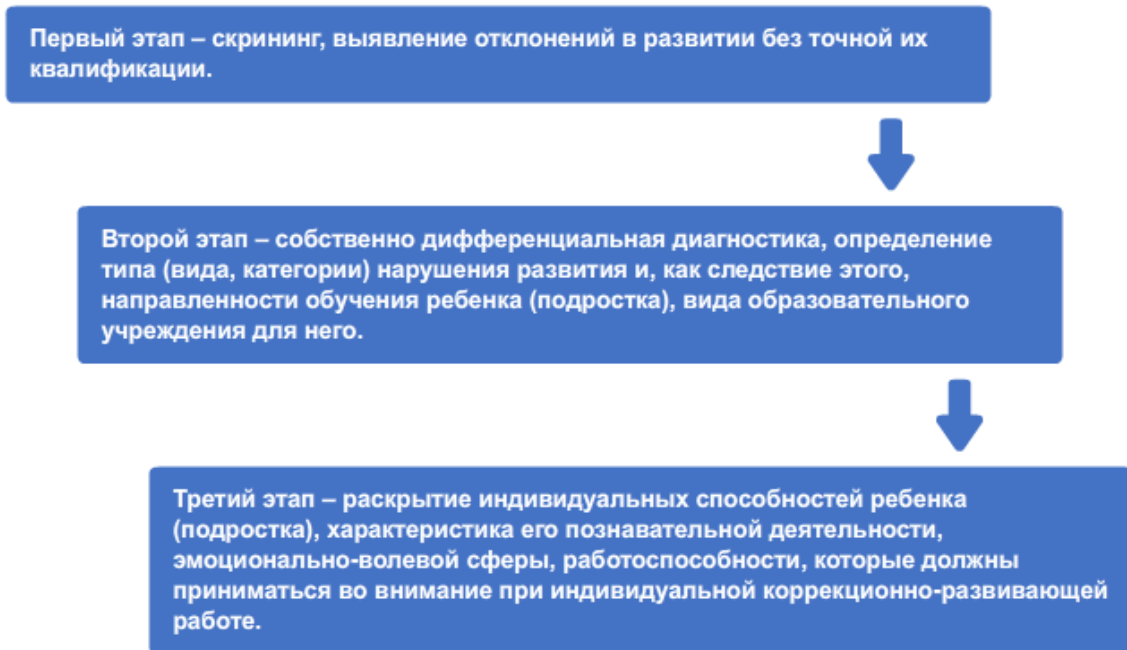 Первый этап – скрининг, выявление отклонений в развитии без точной их
квалификации.
Второй этап – собственно дифференциальная диагностика, определение
типа (вида, категории) нарушения развития и, как следствие этого,
направленности обучения ребенка (подростка), вида образовательного
учреждения для него.
Третий этап – раскрытие индивидуальных способностей ребенка
(подростка), характеристика его познавательной деятельности,
эмоционально-волевой сферы, работоспособности, которые должны
приниматься во внимание при индивидуальной коррекционно-развивающей
работе.